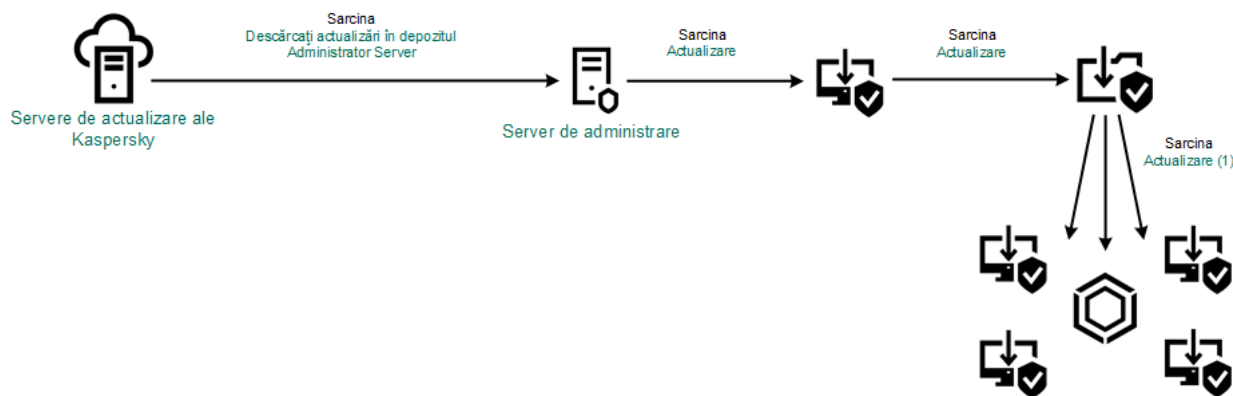 Sarcina
Descărcați actualizări în depozitul
Administrator Server
Sarcina
Actualizare
Sarcina
Actualizare
Servere de actualizare ale
Kaspersky
Server de administrare
Sarcina
Actualizare (1)